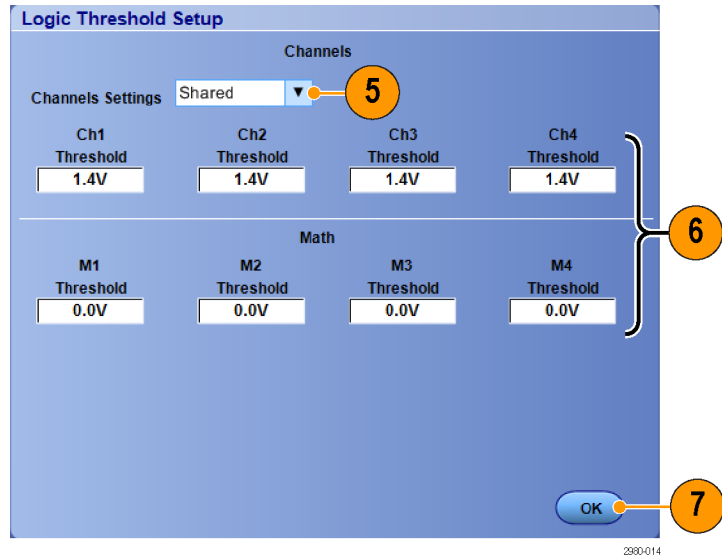 Logic Threshold Setup
Channels
Channels Settings Shared 5
Ch1 Ch2 Ch3 Ch4
Threshold Threshold Threshold Threshold
1.4V 1.4V 1.4V 1.4V
6
Math
M1 M2 M3 M4
Threshold Threshold Threshold Threshold
0.0V 0.0V 0.0V 0.0V
OK 7
2980-014